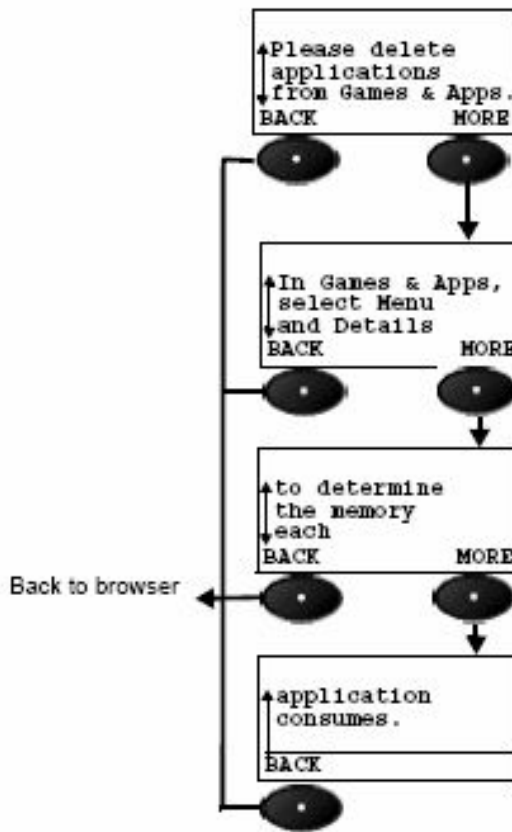 Please delete
applications
from Games & Apps.
BACK MORE
In Games & Apps,
select Menu
and Details
BACK MORE
to determine
the memory
each
BACK MORE
Back to browser
application
consumes.
BACK